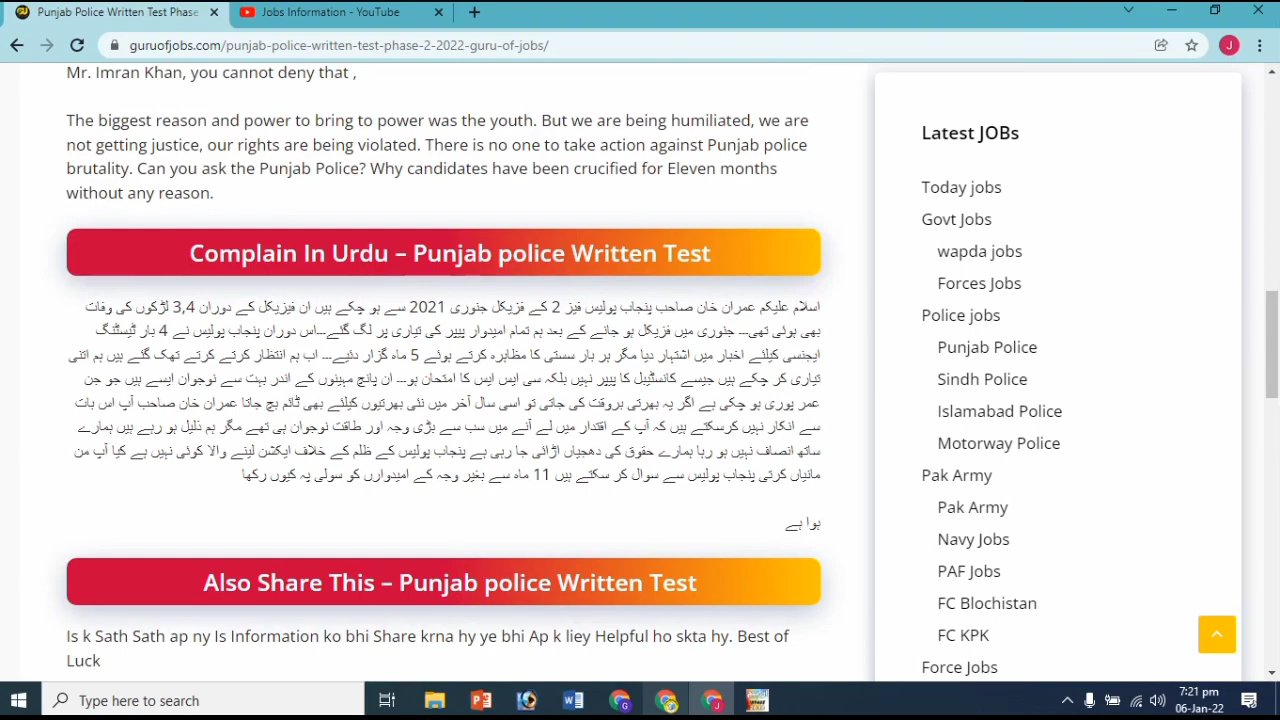 Punjab Police Written Test Phase
Jobs Information - YouTube
guruofjobs.com/punjab-police-written-test-phase-2-2022-guru-of-jobs/
J
Mr. Imran Khan, you cannot deny that ,
The biggest reason and power to bring to power was the youth. But we are being humiliated, we are
not getting justice, our rights are being violated. There is no one to take action against Punjab police
brutality. Can you ask the Punjab Police? Why candidates have been crucified for Eleven months
without any reason.
Complain In Urdu – Punjab police Written Test
اسلام علیکم عمران خان صاحب پنجاب پولیس فیز 2 کے فزیکل جنوری 2021 سے ہو چکے ہیں ان فیزیکل کے دوران 3,4 لڑکوں کی وفات
بھی ہوئی تھی... جنوری میں فزیکل ہو جانے کے بعد ہم تمام امیدوار پیپر کی تیاری پر لگ گئے...اس دوران پنجاب پولیس نے 4 بار ٹیسٹنگ
ایجنسی کیلئے اخبار میں اشتہار دیا مگر ہر بار سستی کا مظاہرہ کرتے ہوئے 5 ماہ گزار دئیے... اب ہم انتظار کرتے کرتے تھک گئے ہیں ہم اتنی
تیاری کر چکے ہیں جیسے کانسٹیبل کا پیپر نہیں بلکہ سی ایس ایس کا امتحان ہو... ان پانچ مہینوں کے اندر بہت سے نوجوان ایسے ہیں جو جن
عمر پوری ہو چکی ہے اگر یہ بھرتی بروقت کی جاتی تو اسی سال آخر میں نئی بھرتیوں کیلئے بھی ٹائم بچ جاتا عمران خان صاحب آپ اس بات
سے انکار نہیں کرسکتے ہیں کہ آپ کے اقتدار میں لے آنے میں سب سے بڑی وجہ اور طاقت نوجوان ہی تھے مگر ہم ذلیل ہو رہے ہیں ہمارے
ساتھ انصاف نہیں ہو رہا ہمارے حقوق کی دھجیاں اڑائی جا رہی ہے پنجاب پولیس کے ظلم کے خلاف ایکشن لینے والا کوئی نہیں ہے کیا آپ من
مانیاں کرتی پنجاب پولیس سے سوال کر سکتے ہیں 11 ماہ سے بغیر وجہ کے امیدوارں کو سولی پہ کیوں رکھا
ہوا ہے
Also Share This – Punjab police Written Test
Is k Sath Sath ap ny Is Information ko bhi Share krna hy ye bhi Ap k liey Helpful ho skta hy. Best of
Luck
Latest JOBs
Today jobs
Govt Jobs
wapda jobs
Forces Jobs
Police jobs
Punjab Police
Sindh Police
Islamabad Police
Motorway Police
Pak Army
Pak Army
Navy Jobs
PAF Jobs
FC Blochistan
FC KPK
Force Jobs
Type here to search
7:21 pm
06-Jan-22